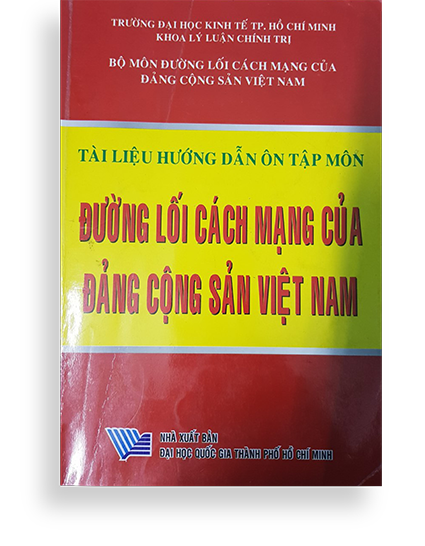 TRƯỜNG ĐẠI HỌC KINH TẾ TP. HỒ CHÍ MINH
KHOA LÝ LUẬN CHÍNH TRỊ
BỘ MÔN ĐƯỜNG LỐI CÁCH MẠNG CỦA
ĐẢNG CỘNG SẢN VIỆT NAM
TÀI LIỆU HƯỚNG DẪN ÔN TẬP MÔN
ĐƯỜNG LỐI CÁCH MẠNG CỦA
ĐẢNG CỘNG SẢN VIỆT NAM
NHÀ XUẤT BẢN
ĐẠI HỌC QUỐC GIA THÀNH PHỐ HỒ CHÍ MINH